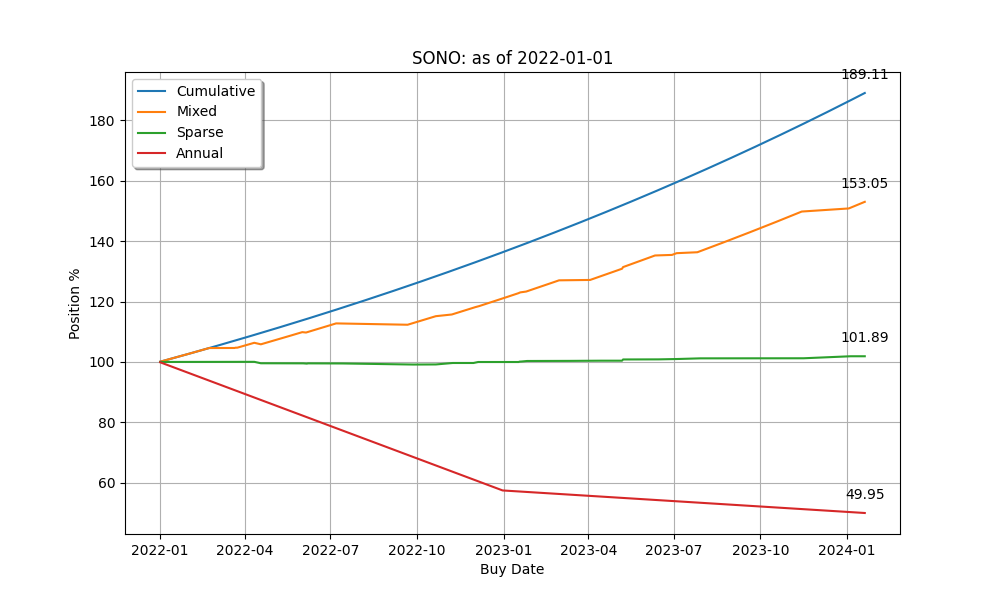 SONO: as of 2022-01-01
189.11
Cumulative
Mixed
Sparse
Annual
180
160
153.05
140
120
Position %
101.89
100
80
60
49.95
2022-01
2022-04
2022-07
2022-10
2023-01
2023-04
2023-07
2023-10
2024-01
Buy Date